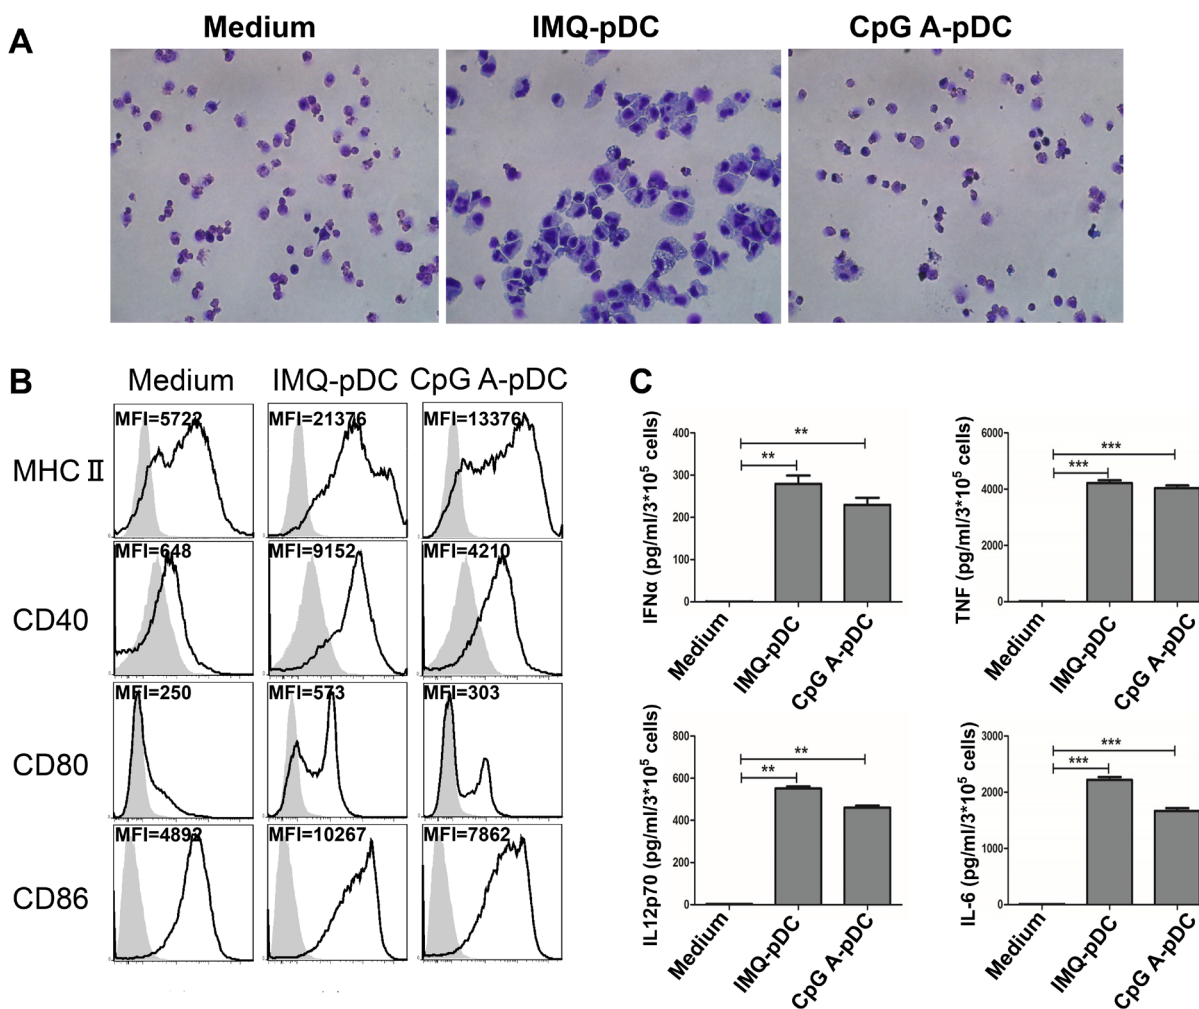 A
Medium
IMQ-pDC
CpG A-pDC
B
Medium
IMQ-pDC
CpG A-pDC
MHC Ⅱ
MFI=5722
MFI=21376
MFI=13376
CD40
MFI=648
MFI=9152
MFI=4210
CD80
MFI=250
MFI=573
MFI=303
CD86
MFI=4892
MFI=10267
MFI=7862
C
IFNα (pg/ml/3*10⁵ cells)
400
300
200
100
0
**
**
Medium
IMQ-pDC
CpG A-pDC
TNF (pg/ml/3*10⁵ cells)
6000
4000
2000
0
***
***
Medium
IMQ-pDC
CpG A-pDC
IL12p70 (pg/ml/3*10⁵ cells)
800
600
400
200
0
**
**
Medium
IMQ-pDC
CpG A-pDC
IL-6 (pg/ml/3*10⁵ cells)
3000
2000
1000
0
***
***
Medium
IMQ-pDC
CpG A-pDC